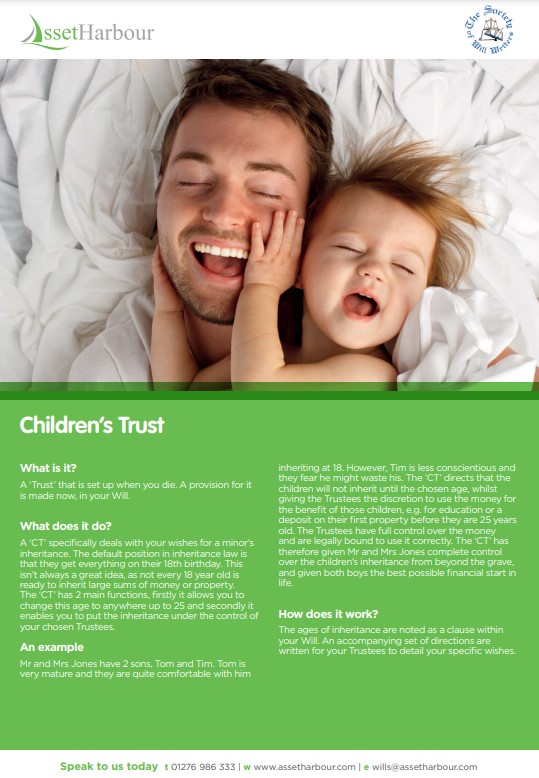 AssetHarbour
The Society
of Will Writers
Children's Trust
What is it?
A 'Trust' that is set up when you die. A provision for it
is made now, in your Will.
What does it do?
A 'CT' specifically deals with your wishes for a minor's
inheritance. The default position in inheritance law is
that they get everything on their 18th birthday. This
isn't always a great idea, as not every 18 year old is
ready to inherit large sums of money or property.
The 'CT' has 2 main functions, firstly it allows you to
change this age to anywhere up to 25 and secondly it
enables you to put the inheritance under the control of
your chosen Trustees.
An example
Mr and Mrs Jones have 2 sons, Tom and Tim. Tom is
very mature and they are quite comfortable with him
inheriting at 18. However, Tim is less conscientious and
they fear he might waste his. The 'CT' directs that the
children will not inherit until the chosen age, whilst
giving the Trustees the discretion to use the money for
the benefit of those children, e.g. for education or a
deposit on their first property before they are 25 years
old. The Trustees have full control over the money
and are legally bound to use it correctly. The 'CT' has
therefore given Mr and Mrs Jones complete control
over the children's inheritance from beyond the grave,
and given both boys the best possible financial start in
life.
How does it work?
The ages of inheritance are noted as a clause within
your Will. An accompanying set of directions are
written for your Trustees to detail your specific wishes.
Speak to us today t 01276 986 333 | w www.assetharbour.com | e wills@assetharbour.com